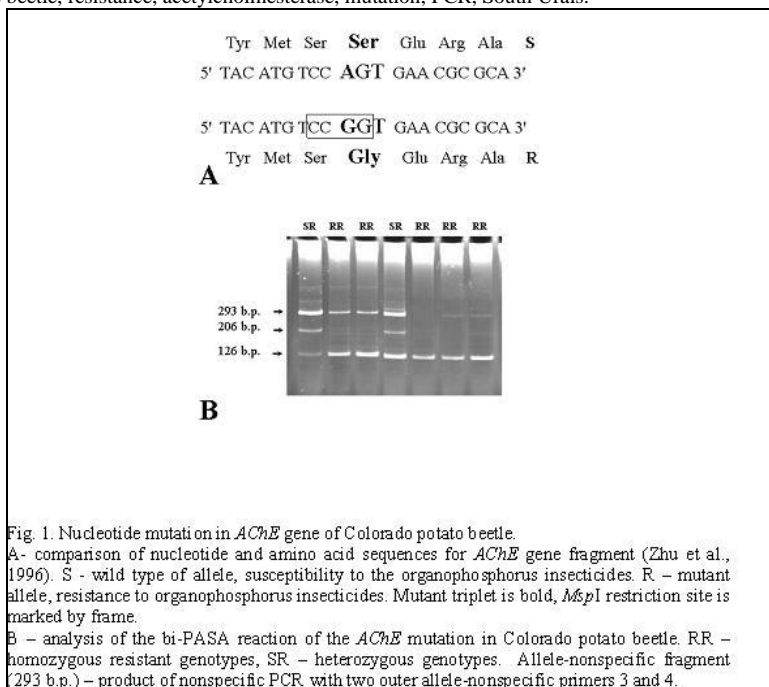 beetle, resistance, acetylcholinesterase, mutation, PCR, South Urals.
Tyr Met Ser Ser Glu Arg Ala S
5' TAC ATG TCC AGT GAA CGC GCA 3'
5' TAC ATG TCC GGT GAA CGC GCA 3'
Tyr Met Ser Gly Glu Arg Ala R
A
SR RR RR SR RR RR RR
293 b.p.
206 b.p.
126 b.p.
B
Fig. 1. Nucleotide mutation in AChE gene of Colorado potato beetle.
A- comparison of nucleotide and amino acid sequences for AChE gene fragment (Zhu et al.,
1996). S - wild type of allele, susceptibility to the organophosphorus insecticides. R – mutant
allele, resistance to organophosphorus insecticides. Mutant triplet is bold, MspI restriction site is
marked by frame.
B – analysis of the bi-PASA reaction of the AChE mutation in Colorado potato beetle. RR –
homozygous resistant genotypes, SR – heterozygous genotypes. Allele-nonspecific fragment
(293 b.p.) – product of nonspecific PCR with two outer allele-nonspecific primers 3 and 4.